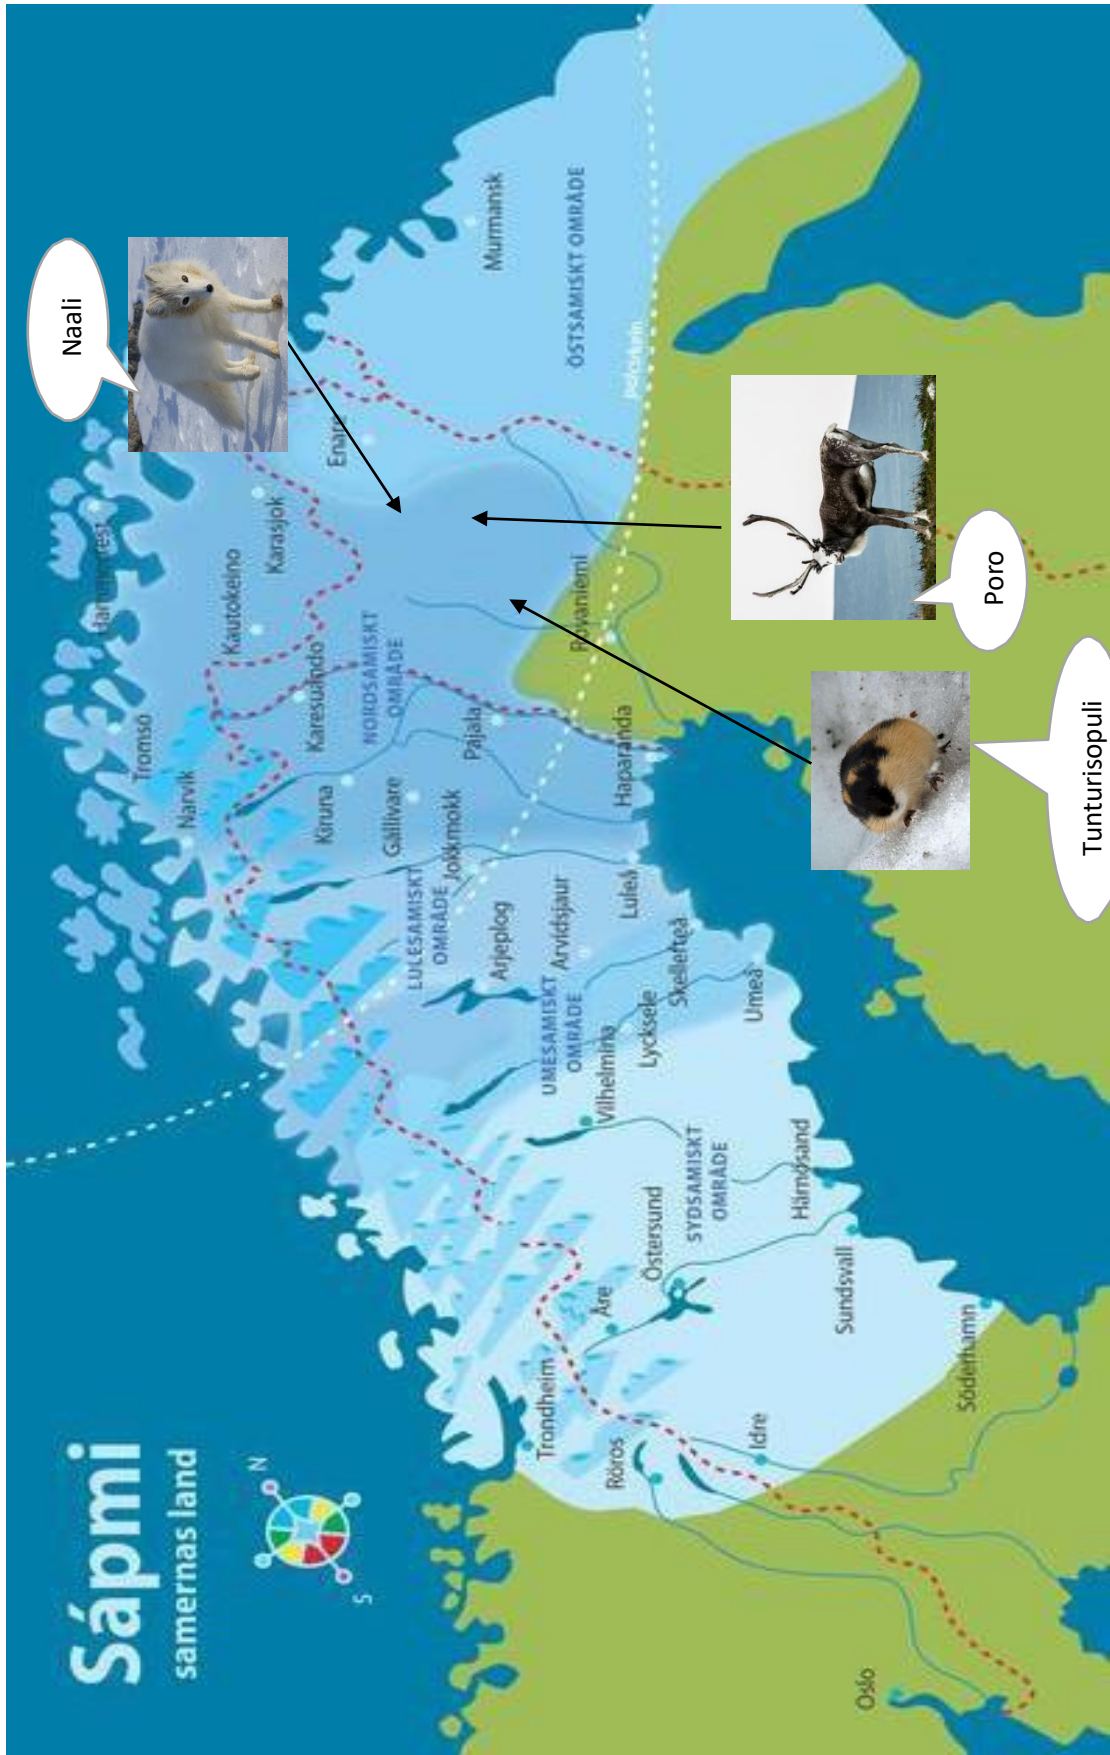 Sápmi
samernas land
N
S
Naali
Hammerfest
Tromsö
Narvik
Kautokeino
Karasjok
Enare
Karesuando
Kiruna
NORDSAMISKT
OMRÅDE
Gällivare
Jokkmokk
LULESAMISKT
OMRÅDE
Pajala
Murmansk
ÖSTSAMISKT OMRÅDE
polcirkeln
Rovaniemi
Haparanda
Luleå
Arjeplog
Arvidsjaur
UMESAMISKT
OMRÅDE
Skellefteå
Lycksele
Vilhelmina
Umeå
SYDSAMISKT
OMRÅDE
Östersund
Åre
Härnösand
Sundsvall
Trondheim
Röros
Idre
Söderhamn
Oslo
Poro
Tunturisopuli